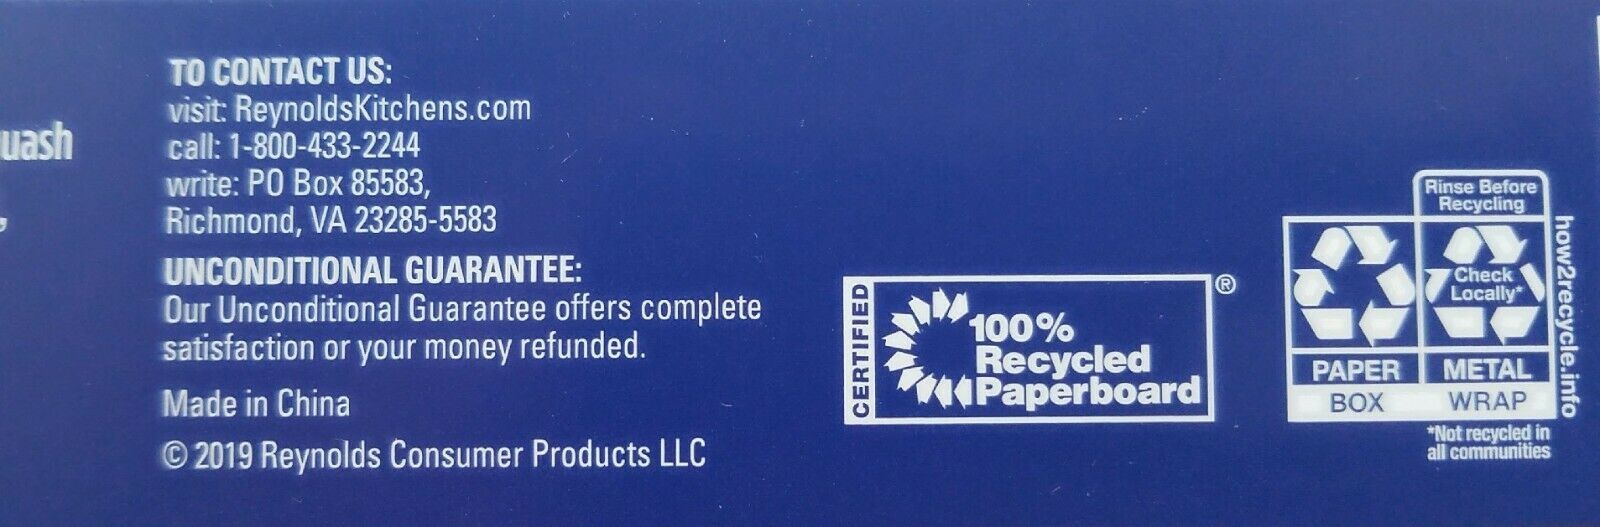 uash
,
TO CONTACT US:
visit: ReynoldsKitchens.com
call: 1-800-433-2244
write: PO Box 85583,
Richmond, VA 23285-5583
UNCONDITIONAL GUARANTEE:
Our Unconditional Guarantee offers complete
satisfaction or your money refunded.
Made in China
© 2019 Reynolds Consumer Products LLC
CERTIFIED
100%
Recycled
Paperboard
®
Rinse Before
Recycling
Check
Locally*
PAPER
BOX
METAL
WRAP
*Not recycled in
all communities
how2recycle.info